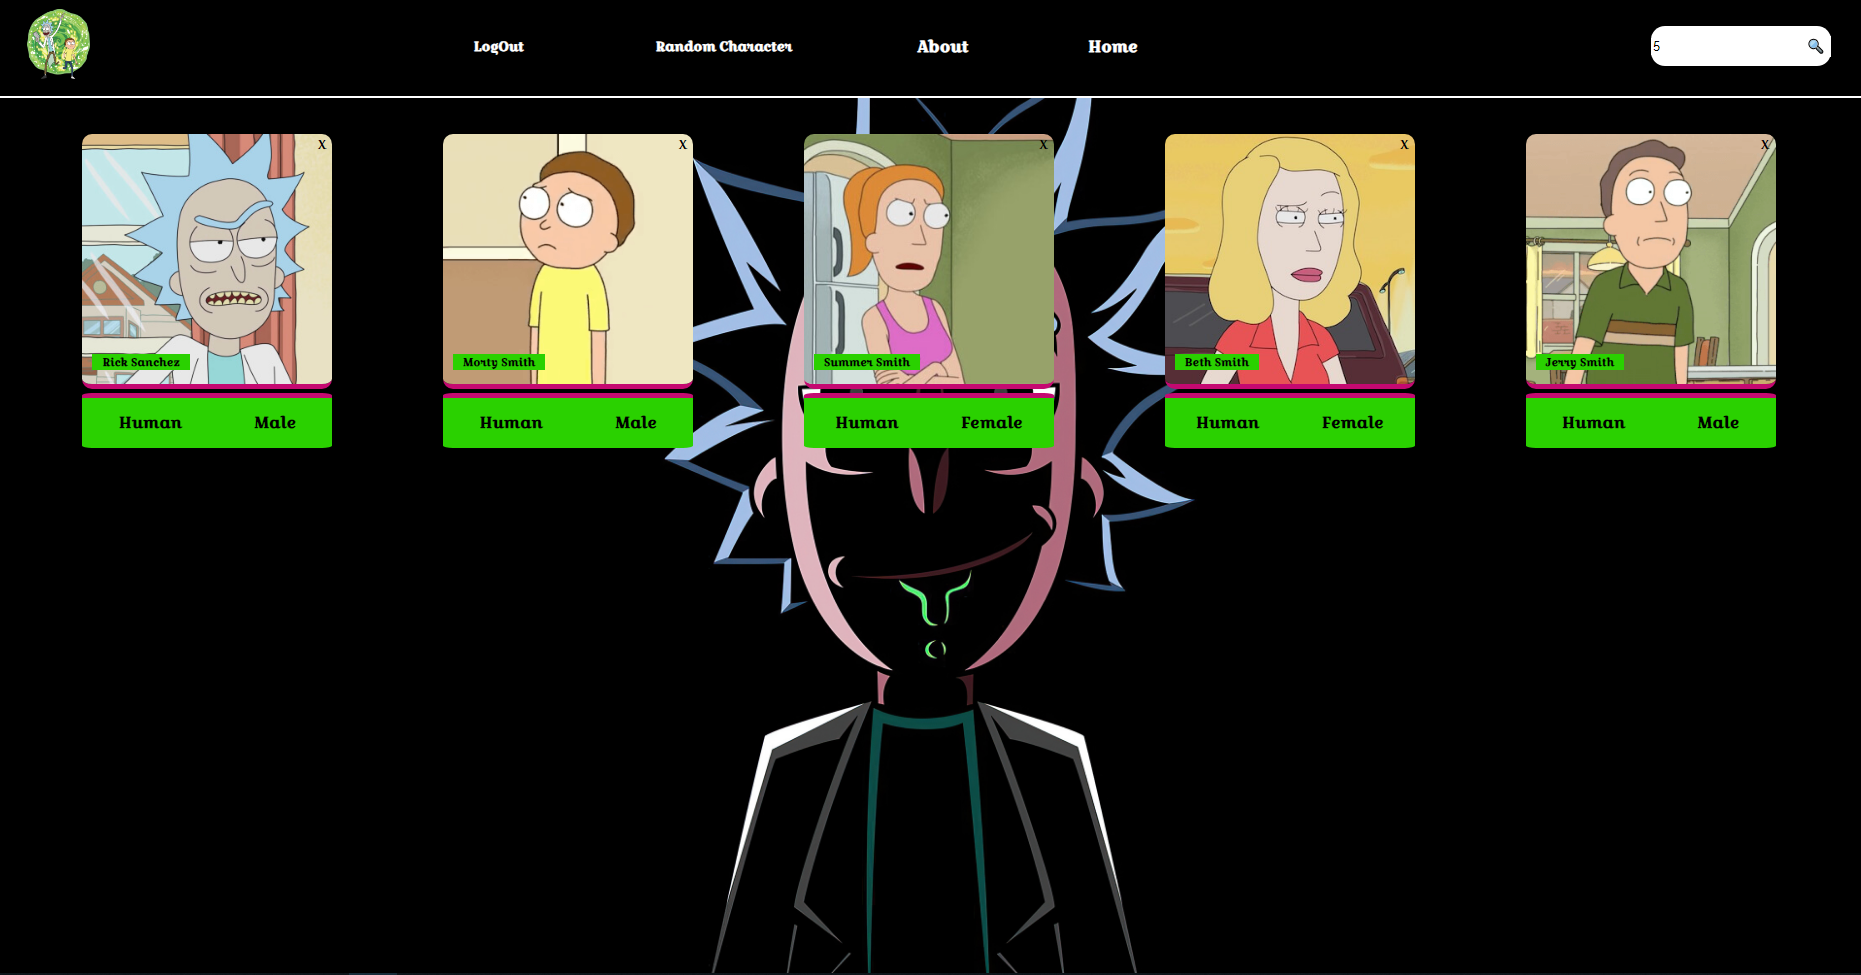 LogOut Random Character About Home 5
X X X X X
Rick Sanchez Morty Smith Summer Smith Beth Smith Jerry Smith
Human Male Human Male Human Female Human Female Human Male